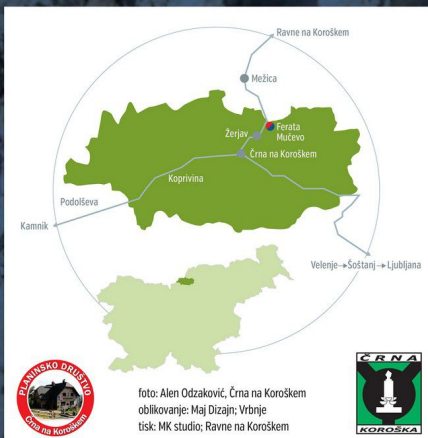 Ravne na Koroškem
Mežica
Ferata
Mučevo
Žerjav
Črna na Koroškem
Koprivina
Podolševa
Kamnik
Velenje → Šoštanj → Ljubljana
PLANINSKO DRUŠTVO
Črna na Koroškem
foto: Alen Odzaković, Črna na Koroškem
oblikovanje: Maj Dizajn; Vrbnje
tisk: MK studio; Ravne na Koroškem
ČRNA
KOROŠKA